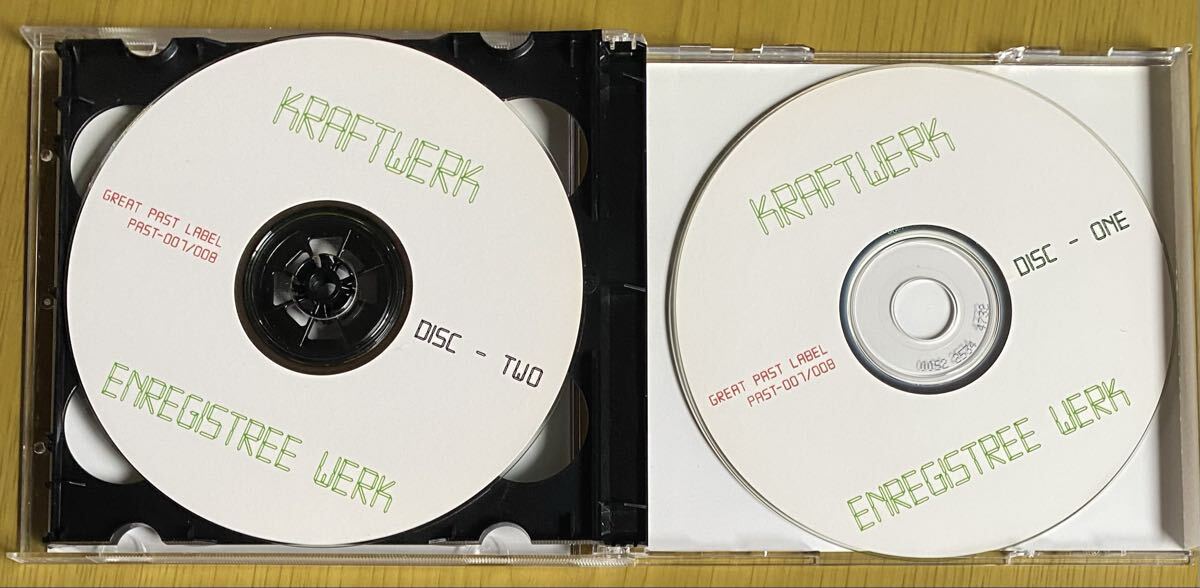 KRAFTWERK
GREAT PAST LABEL
PAST-007/008
DISC - TWO
ENREGISTREE WERK
KRAFTWERK
DISC - ONE
GREAT PAST LABEL
PAST-007/008
ENREGISTREE WERK